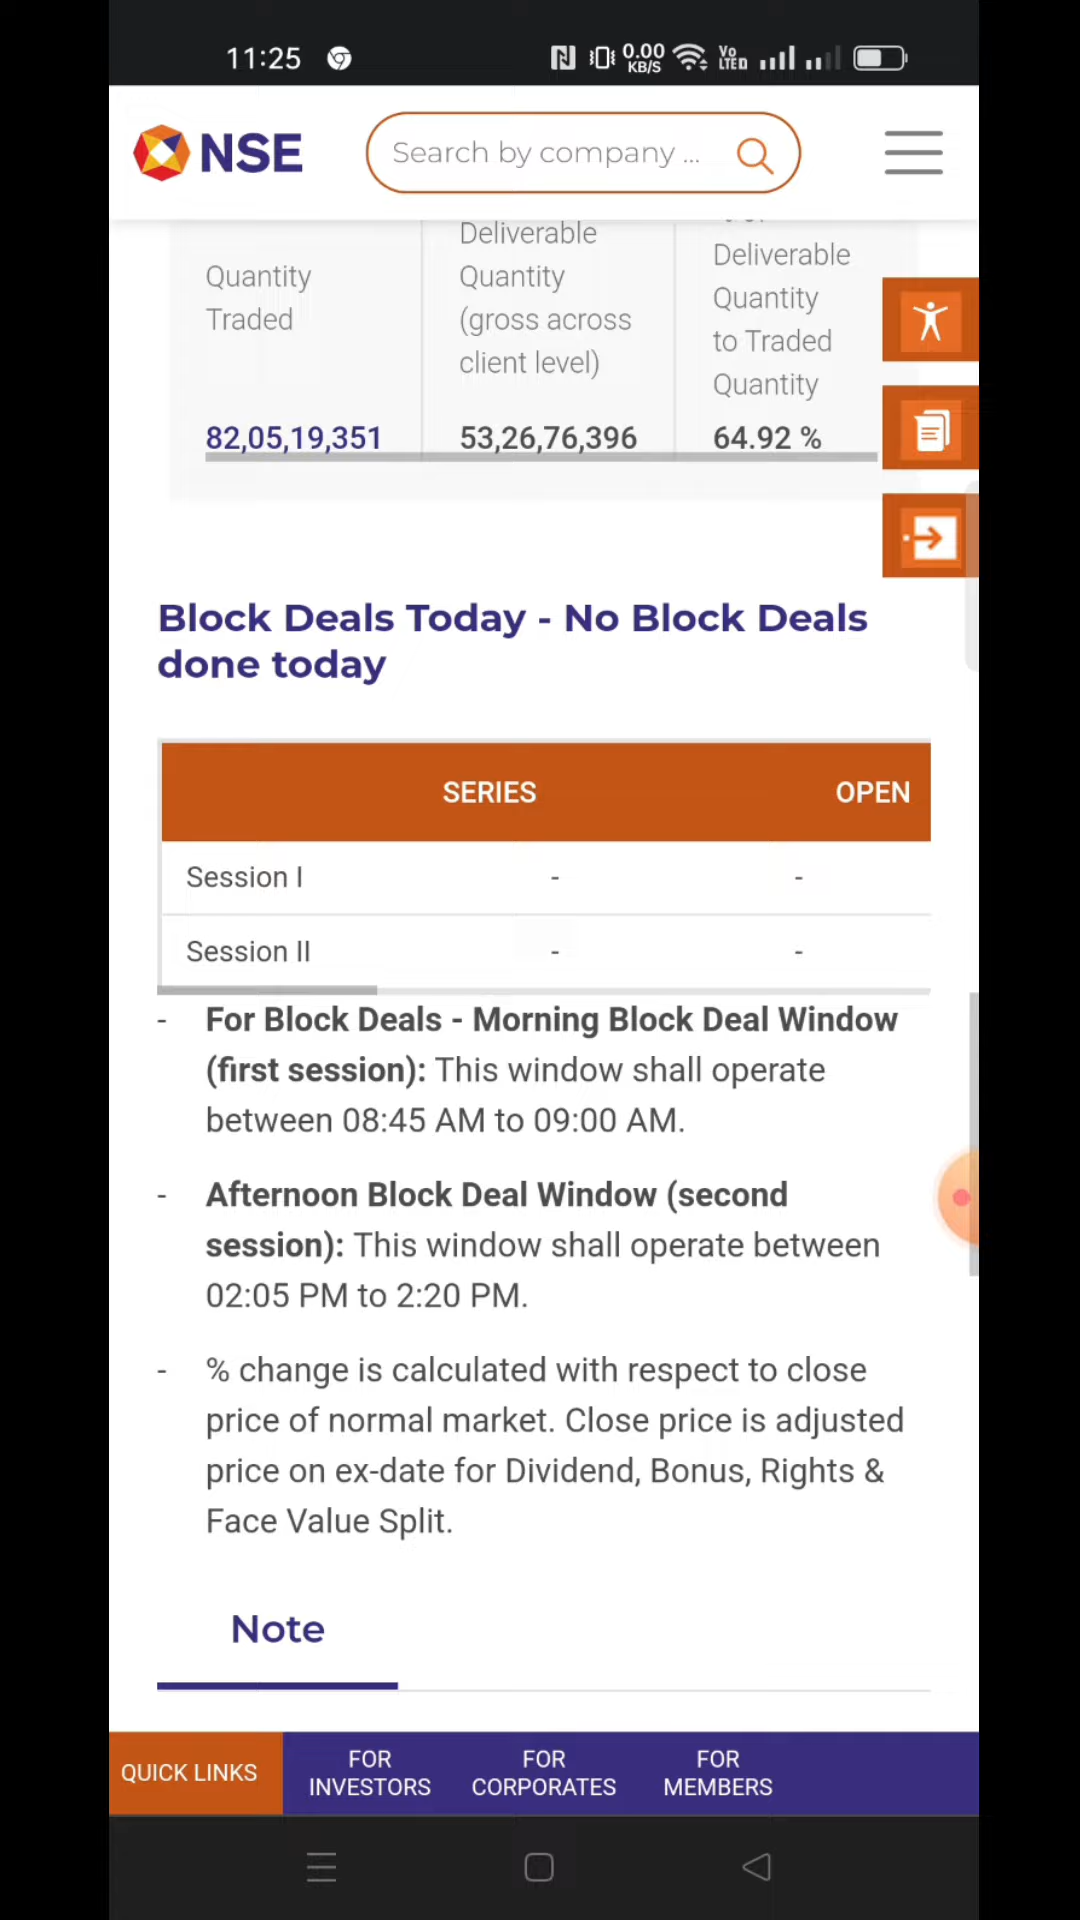 11:25 0.00 KB/S Vo LTED
NSE Search by company ...
Quantity
Traded
82,05,19,351
Deliverable
Quantity
(gross across
client level)
53,26,76,396
Deliverable
Quantity
to Traded
Quantity
64.92 %
Block Deals Today - No Block Deals
done today
SERIES OPEN
Session I - -
Session II - -
- For Block Deals - Morning Block Deal Window
(first session): This window shall operate
between 08:45 AM to 09:00 AM.
- Afternoon Block Deal Window (second
session): This window shall operate between
02:05 PM to 2:20 PM.
- % change is calculated with respect to close
price of normal market. Close price is adjusted
price on ex-date for Dividend, Bonus, Rights &
Face Value Split.
Note
QUICK LINKS
FOR
INVESTORS
FOR
CORPORATES
FOR
MEMBERS